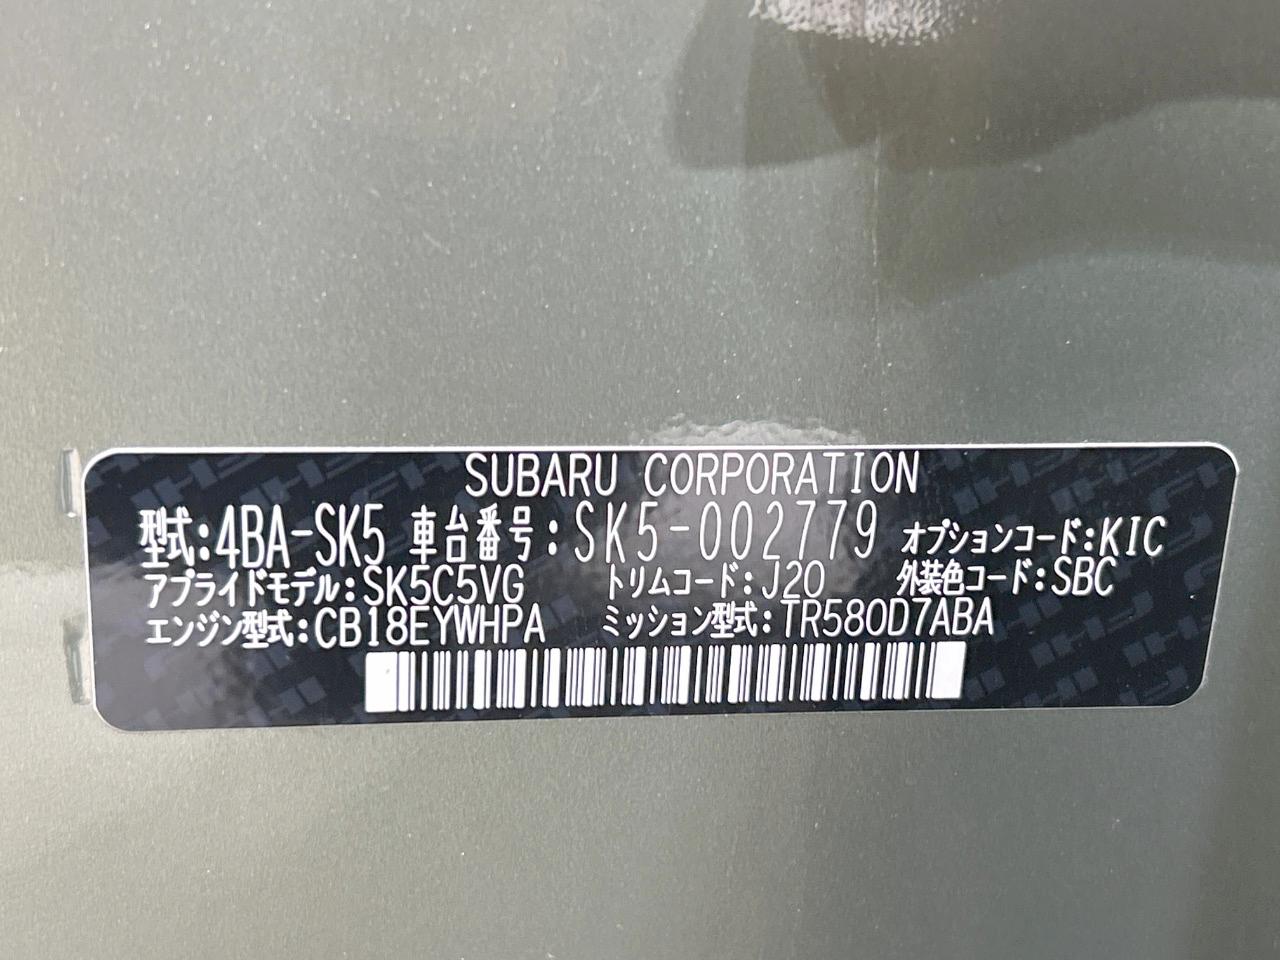 SUBARU CORPORATION
型式:4BA-SK5 車台番号:SK5-002779 オプションコード:KIC
アプライドモデル:SK5C5VG トリムコード:J20 外装色コード:SBC
エンジン型式:CB18EYWHPA ミッション型式:TR580D7ABA